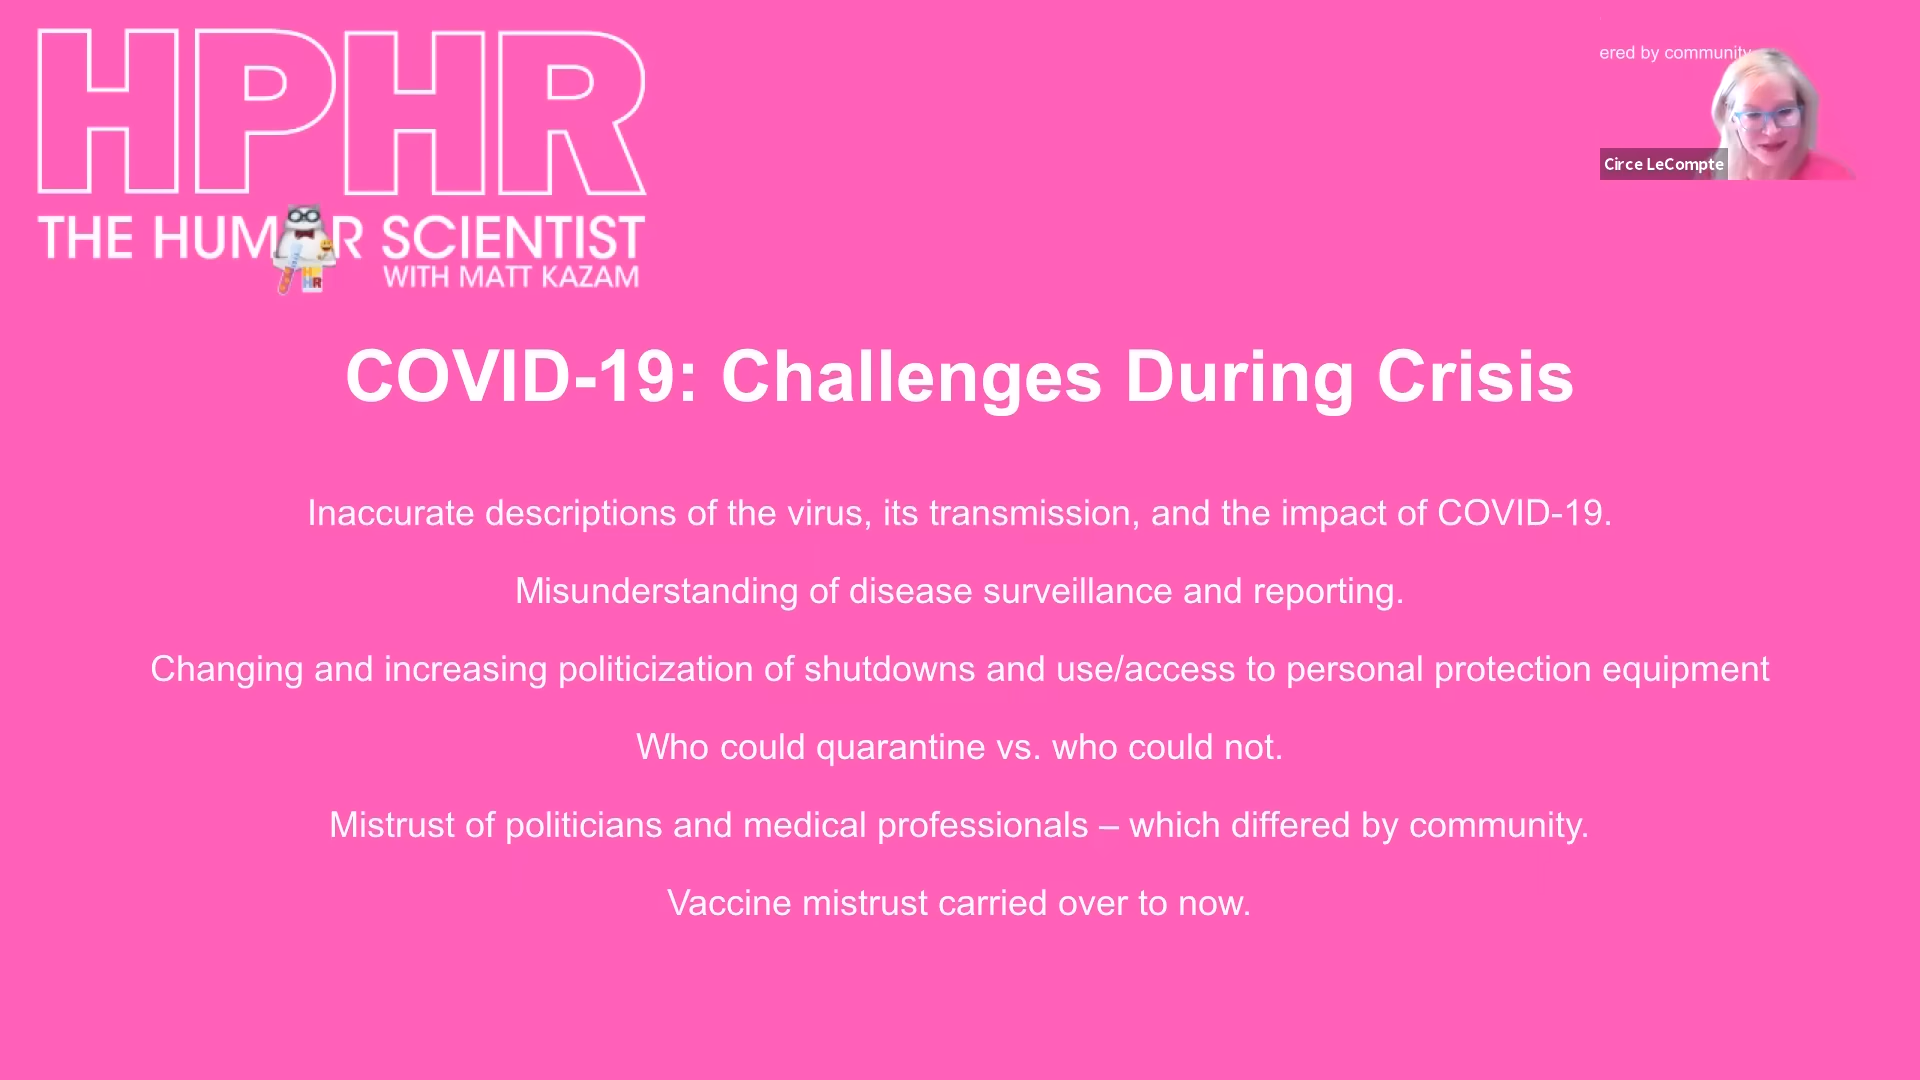 HPHR
THE HUMOR SCIENTIST
WITH MATT KAZAM
ered by community
Circe LeCompte
COVID-19: Challenges During Crisis
Inaccurate descriptions of the virus, its transmission, and the impact of COVID-19.
Misunderstanding of disease surveillance and reporting.
Changing and increasing politicization of shutdowns and use/access to personal protection equipment
Who could quarantine vs. who could not.
Mistrust of politicians and medical professionals – which differed by community.
Vaccine mistrust carried over to now.